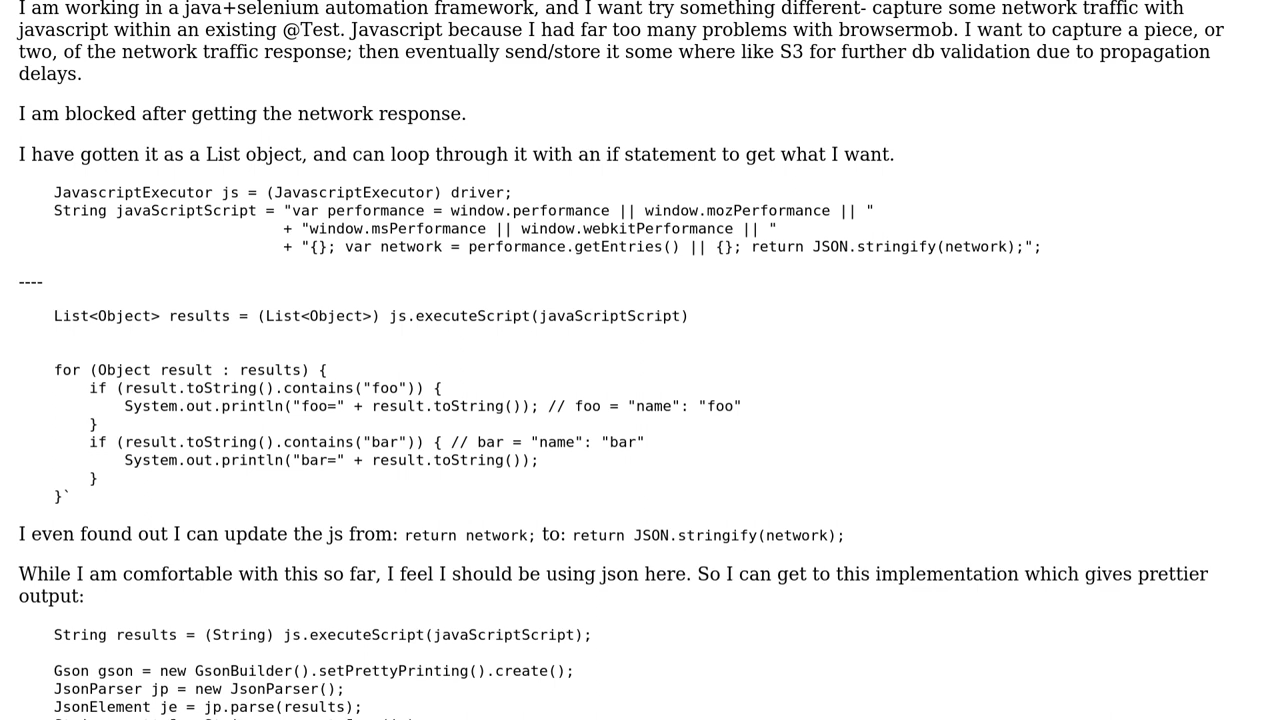 I am working in a java+selenium automation framework, and I want try something different- capture some network traffic with
javascript within an existing @Test. Javascript because I had far too many problems with browsermob. I want to capture a piece, or
two, of the network traffic response; then eventually send/store it some where like S3 for further db validation due to propagation
delays.
I am blocked after getting the network response.
I have gotten it as a List object, and can loop through it with an if statement to get what I want.
JavascriptExecutor js = (JavascriptExecutor) driver;
String javaScriptScript = "var performance = window.performance || window.mozPerformance || "
+ "window.msPerformance || window.webkitPerformance || "
+ "{}; var network = performance.getEntries() || {}; return JSON.stringify(network);";
----
List<Object> results = (List<Object>) js.executeScript(javaScriptScript)
for (Object result : results) {
if (result.toString().contains("foo")) {
System.out.println("foo=" + result.toString()); // foo = "name": "foo"
}
if (result.toString().contains("bar")) { // bar = "name": "bar"
System.out.println("bar=" + result.toString());
}
}`
I even found out I can update the js from: return network; to: return JSON.stringify(network);
While I am comfortable with this so far, I feel I should be using json here. So I can get to this implementation which gives prettier
output:
String results = (String) js.executeScript(javaScriptScript);
Gson gson = new GsonBuilder().setPrettyPrinting().create();
JsonParser jp = new JsonParser();
JsonElement je = jp.parse(results);